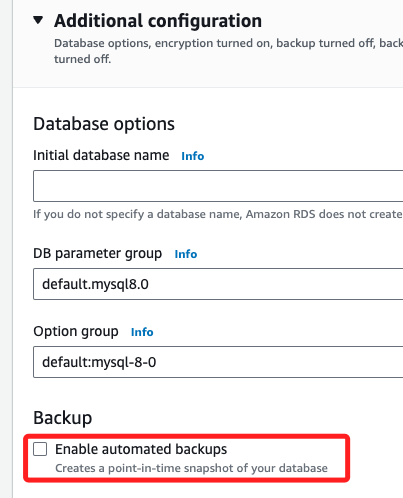 Additional configuration
Database options, encryption turned on, backup turned off, back
turned off.
Database options
Initial database name Info
If you do not specify a database name, Amazon RDS does not create
DB parameter group Info
default.mysql8.0
Option group Info
default:mysql-8-0
Backup
Enable automated backups
Creates a point-in-time snapshot of your database